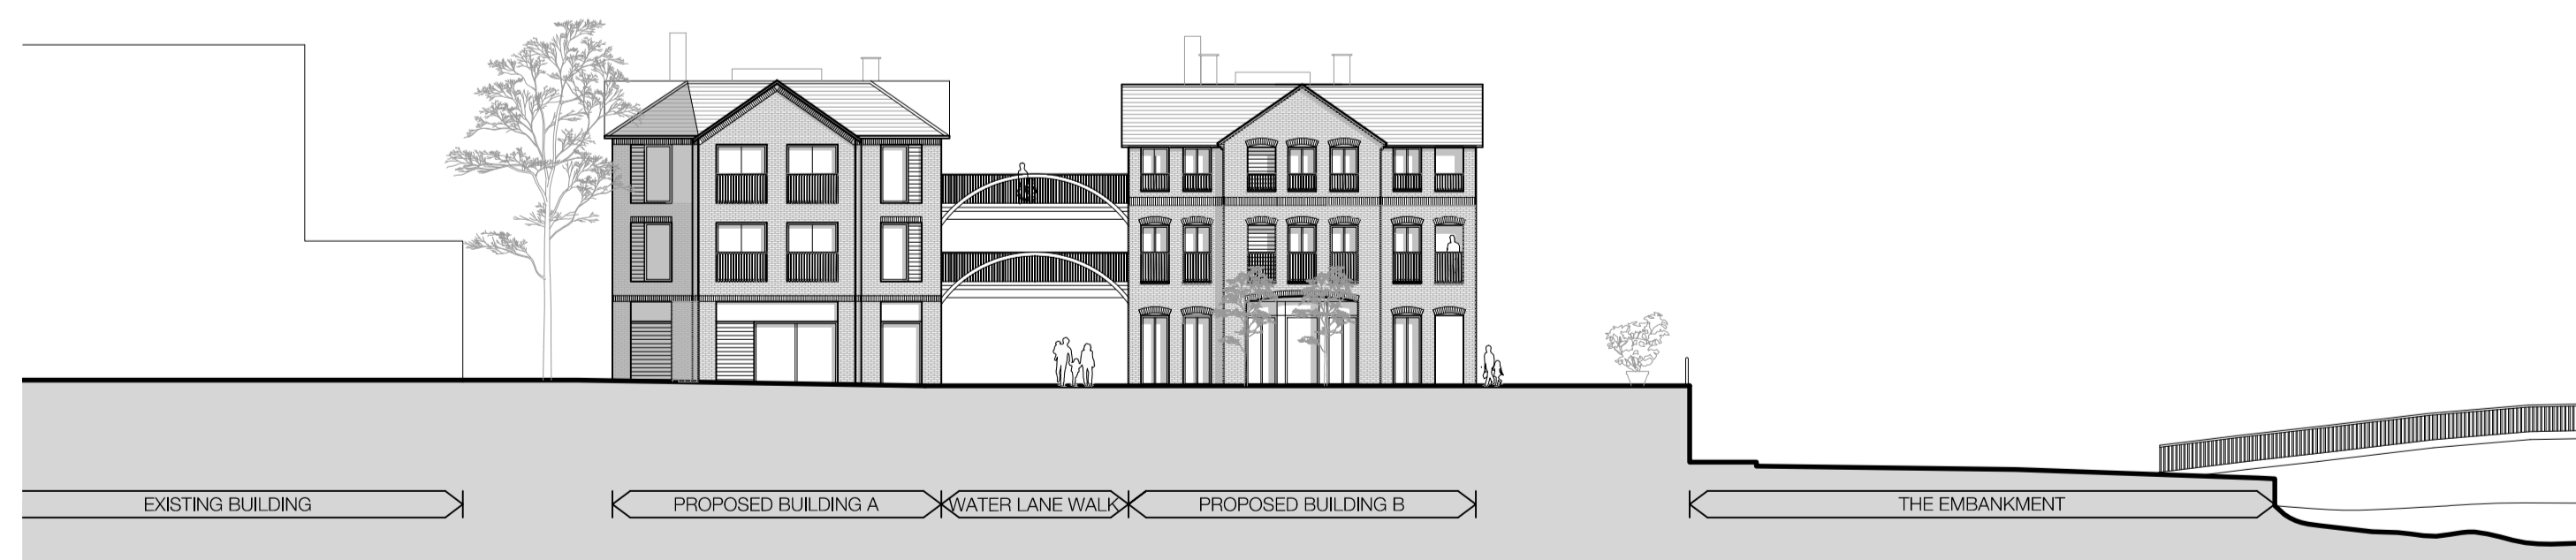 EXISTING BUILDING
PROPOSED BUILDING A
WATER LANE WALK
PROPOSED BUILDING B
THE EMBANKMENT